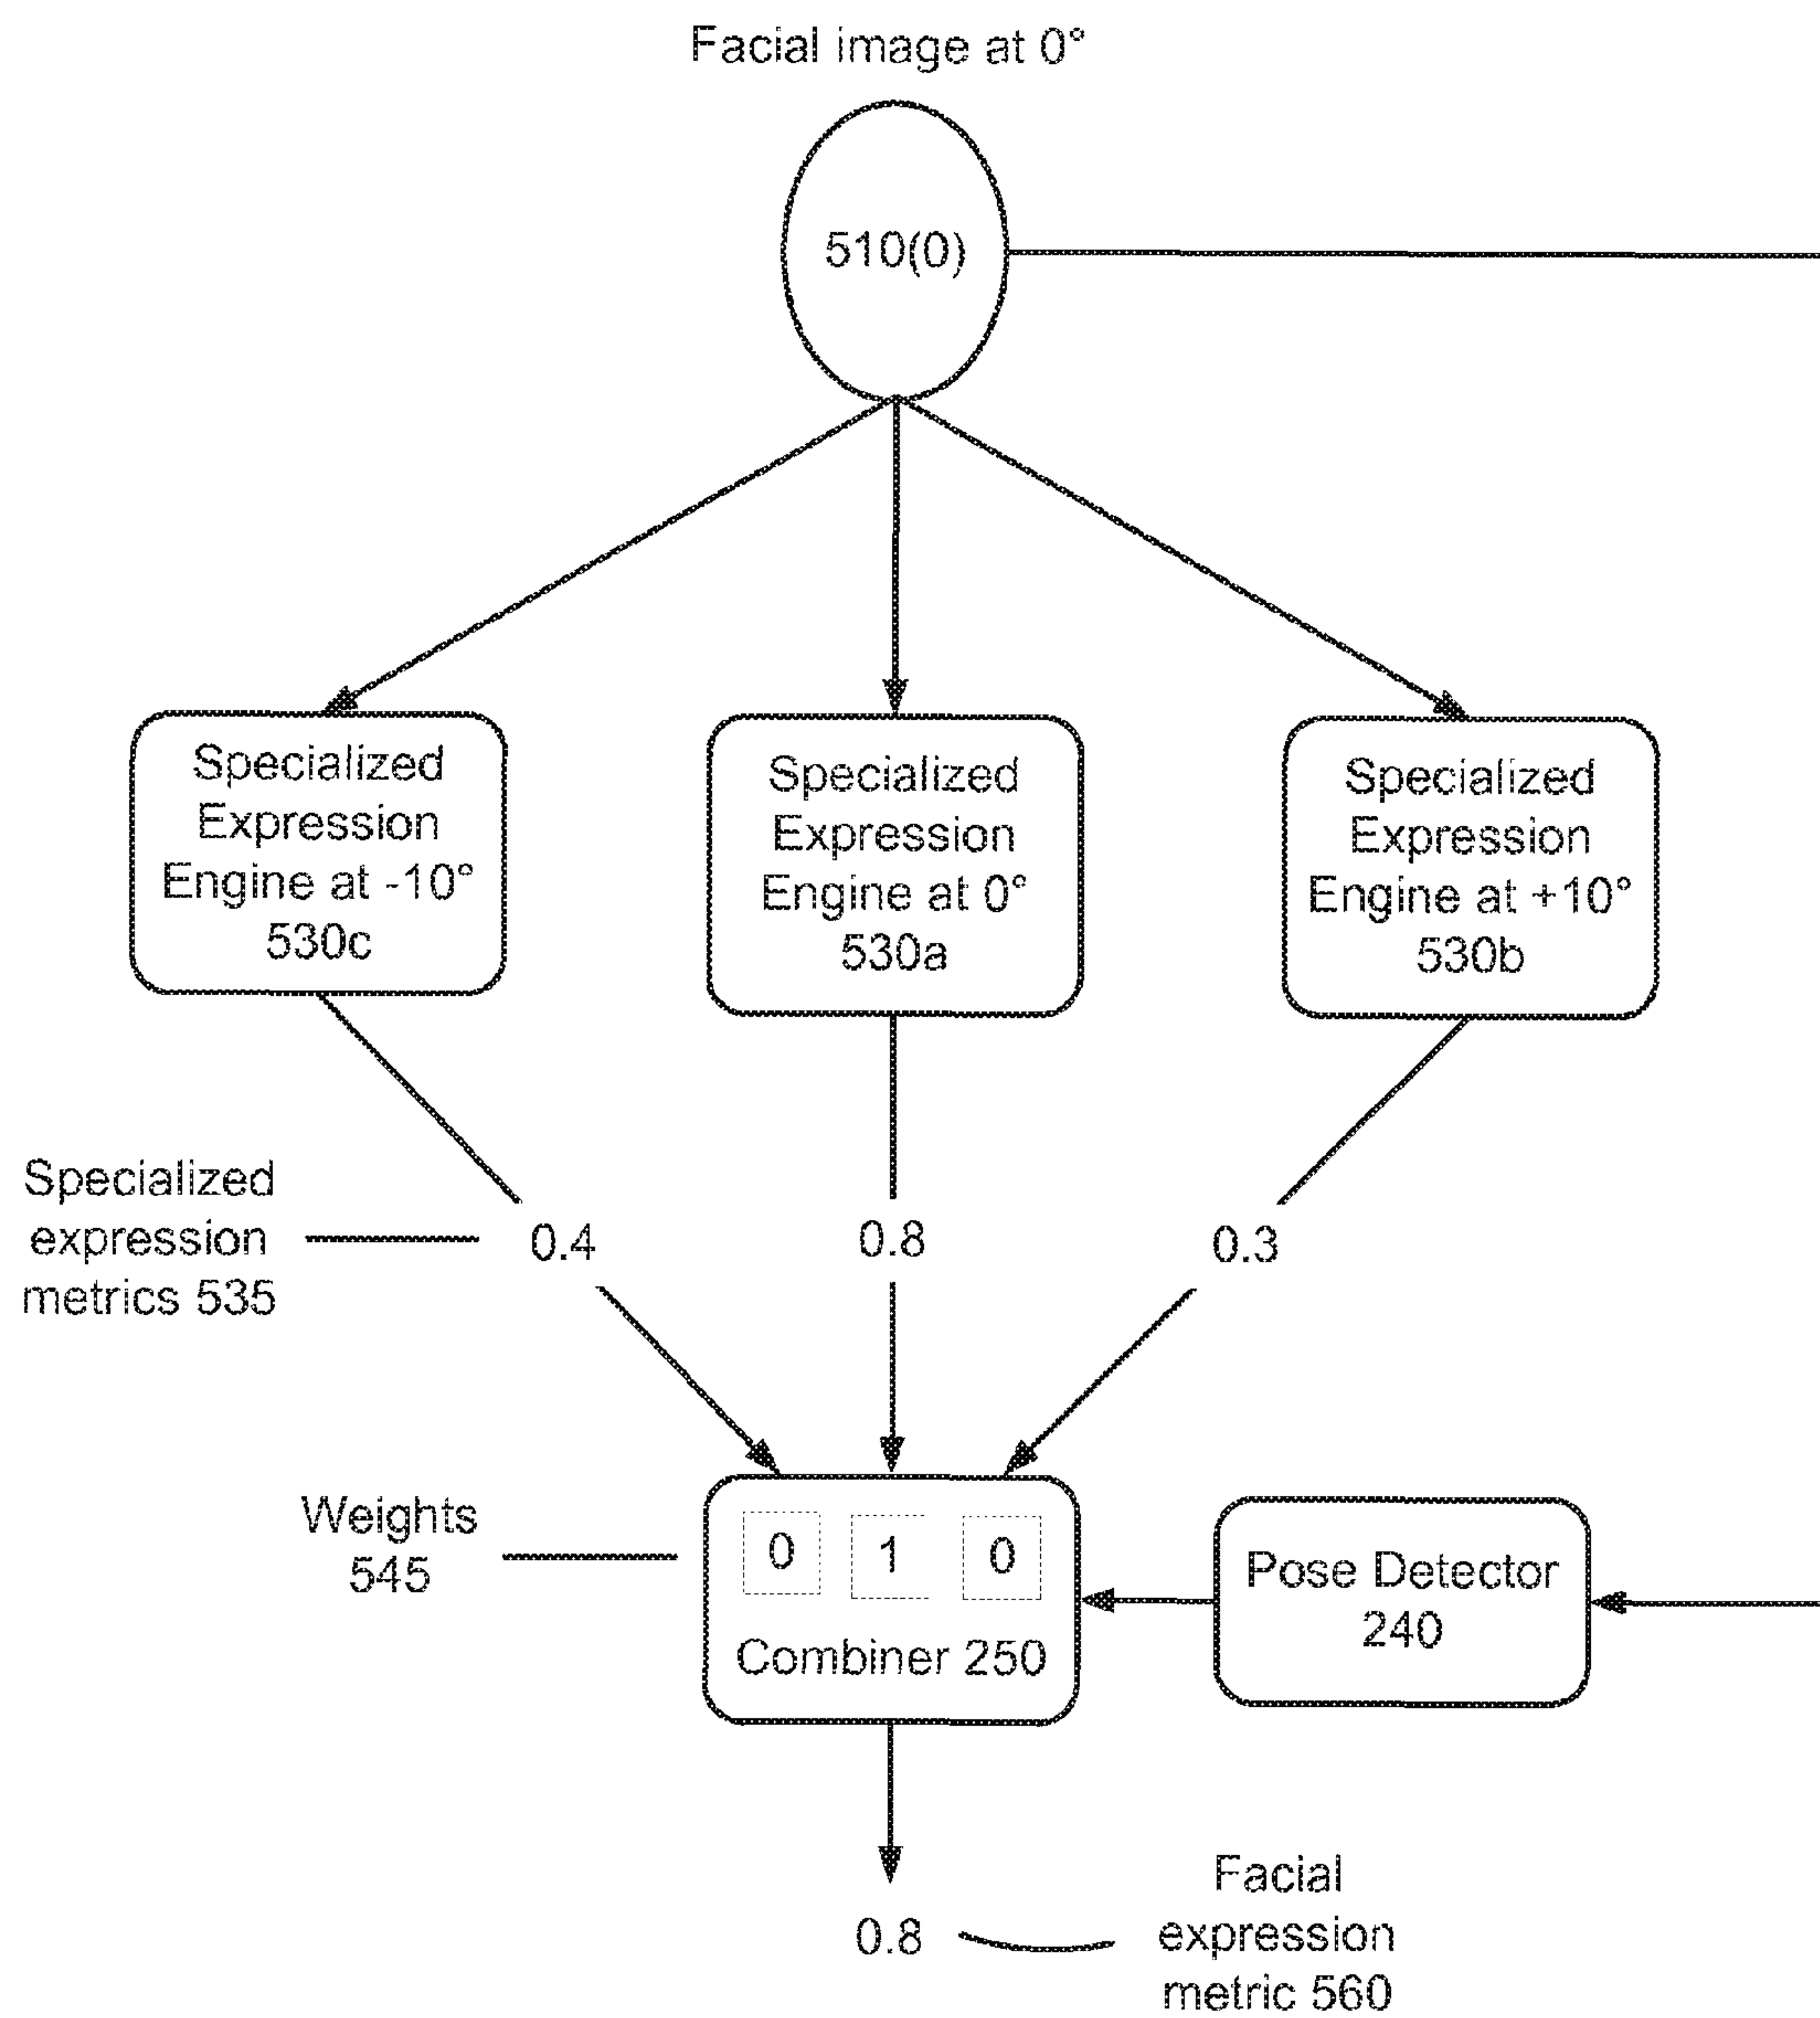 Facial image at 0°
510(0)
Specialized
Expression
Engine at -10°
530c
Specialized
Expression
Engine at 0°
530a
Specialized
Expression
Engine at +10°
530b
Specialized
expression
metrics 535
0.4
0.8
0.3
Weights
545
0 1 0
Combiner 250
Pose Detector
240
0.8
Facial
expression
metric 560